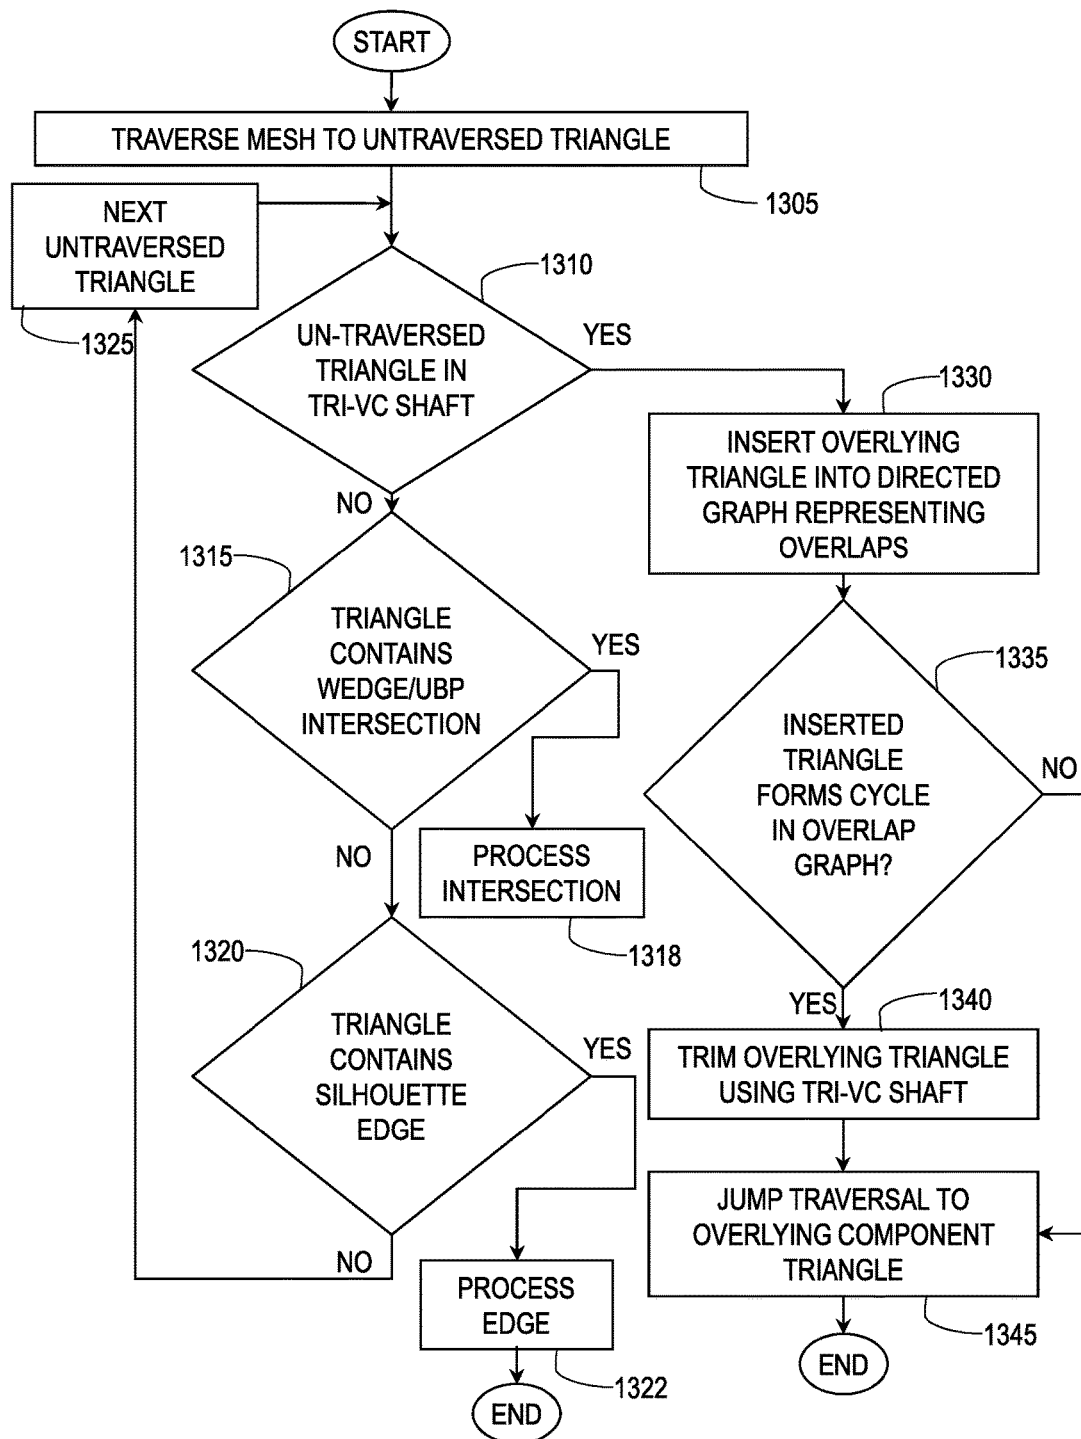 START
TRAVERSE MESH TO UNTRAVERSED TRIANGLE
1305
NEXT
UNTRAVERSED
TRIANGLE
1325
1310
UN-TRAVERSED
TRIANGLE IN
TRI-VC SHAFT
YES
NO
1330
INSERT OVERLYING
TRIANGLE INTO DIRECTED
GRAPH REPRESENTING
OVERLAPS
1315
TRIANGLE
CONTAINS
WEDGE/UBP
INTERSECTION
YES
NO
PROCESS
INTERSECTION
1318
1335
INSERTED
TRIANGLE
FORMS CYCLE
IN OVERLAP
GRAPH?
NO
YES
1320
TRIANGLE
CONTAINS
SILHOUETTE
EDGE
YES
NO
1340
TRIM OVERLYING TRIANGLE
USING TRI-VC SHAFT
JUMP TRAVERSAL TO
OVERLYING COMPONENT
TRIANGLE
1345
END
PROCESS
EDGE
1322
END